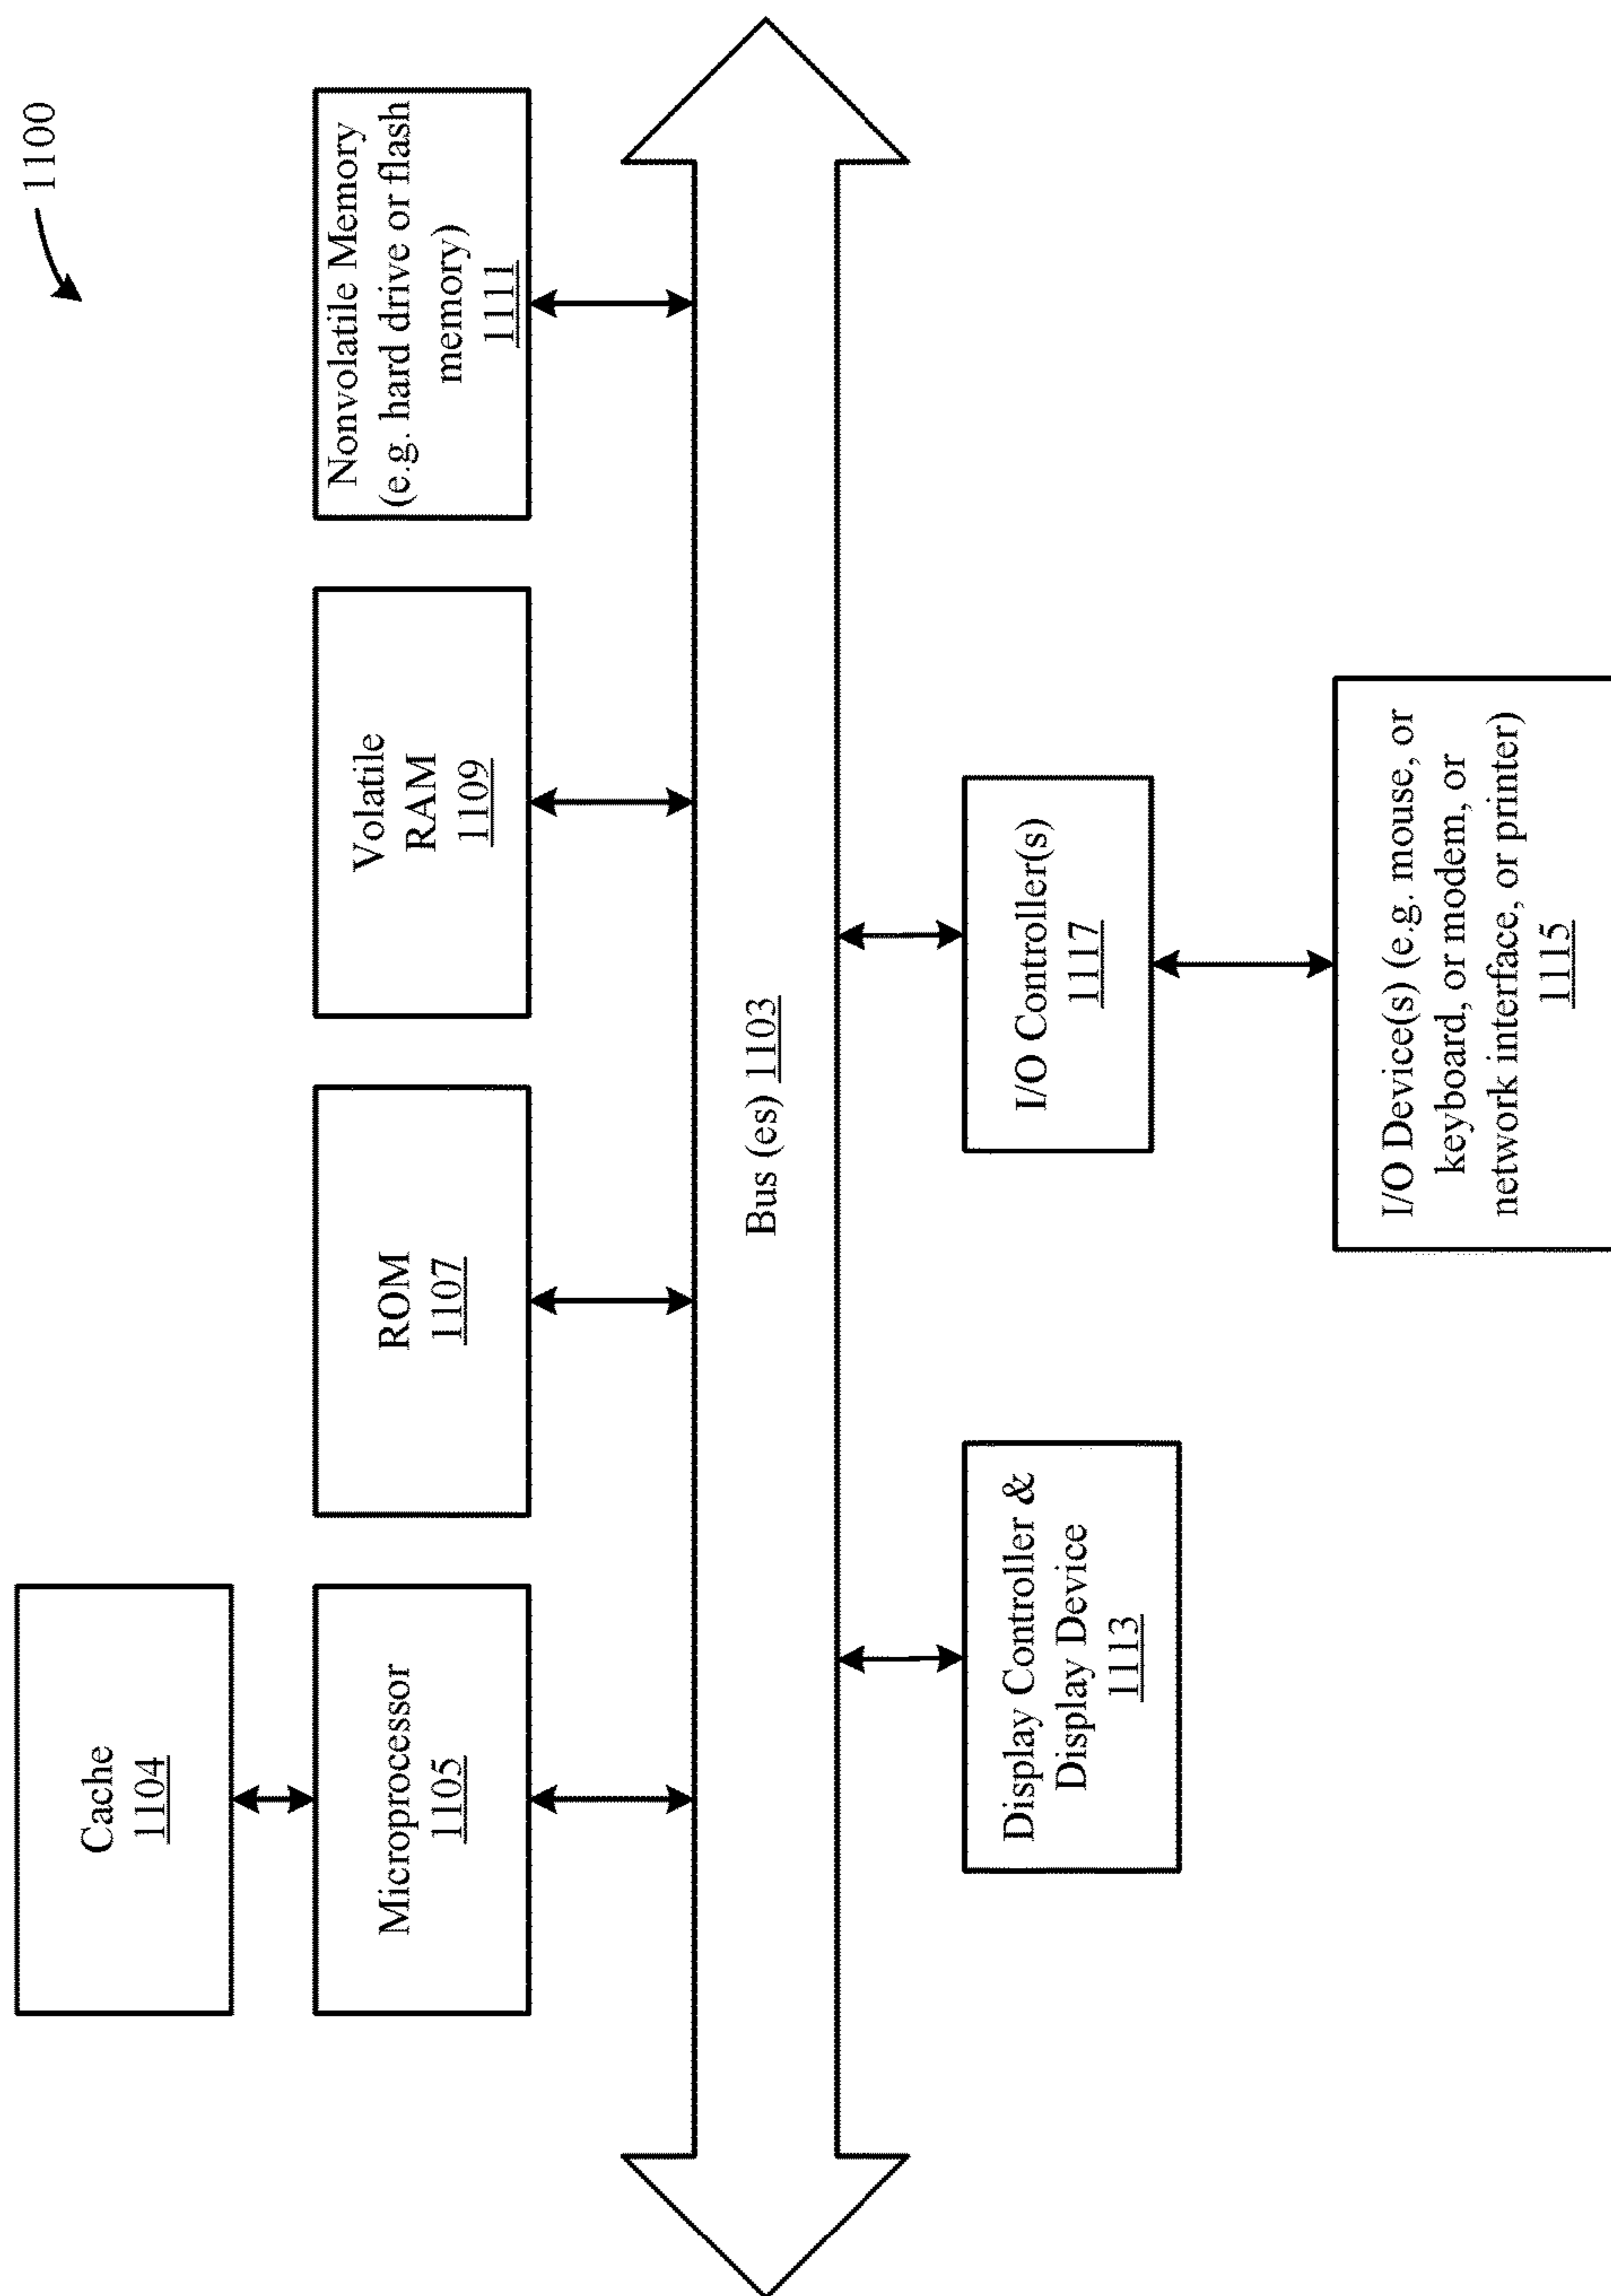 1100
Cache
1104
Microprocessor
1105
ROM
1107
Volatile
RAM
1109
Nonvolatile Memory
(e.g. hard drive or flash
memory)
1111
Bus (es) 1103
Display Controller &
Display Device
1113
I/O Controller(s)
1117
I/O Device(s) (e.g. mouse, or
keyboard, or modem, or
network interface, or printer)
1115